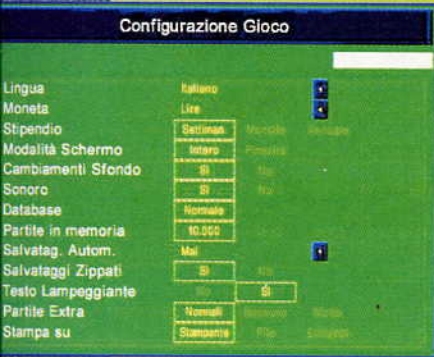 Configurazione Gioco
Lingua Italiano
Moneta Lire
Stipendio Settiman. Mensile Annuale
Modalità Schermo Intero Finestra
Cambiamenti Sfondo Sì No
Sonoro Sì No
Database Normale
Partite in memoria 10.000
Salvatag. Autom. Mai
Salvataggi Zippati Sì No
Testo Lampeggiante No Sì
Partite Extra Normali
Stampa su Stampante File